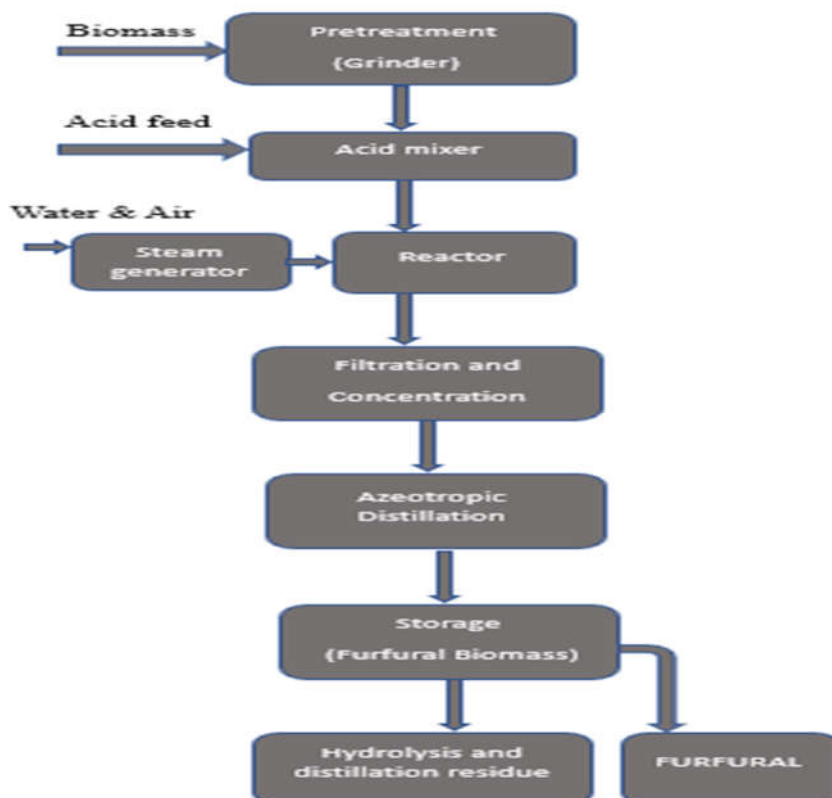 Biomass
Pretreatment
(Grinder)
Acid feed
Acid mixer
Water & Air
Steam
generator
Reactor
Filtration and
Concentration
Azeotropic
Distillation
Storage
(Furfural Biomass)
Hydrolysis and
distillation residue
FURFURAL